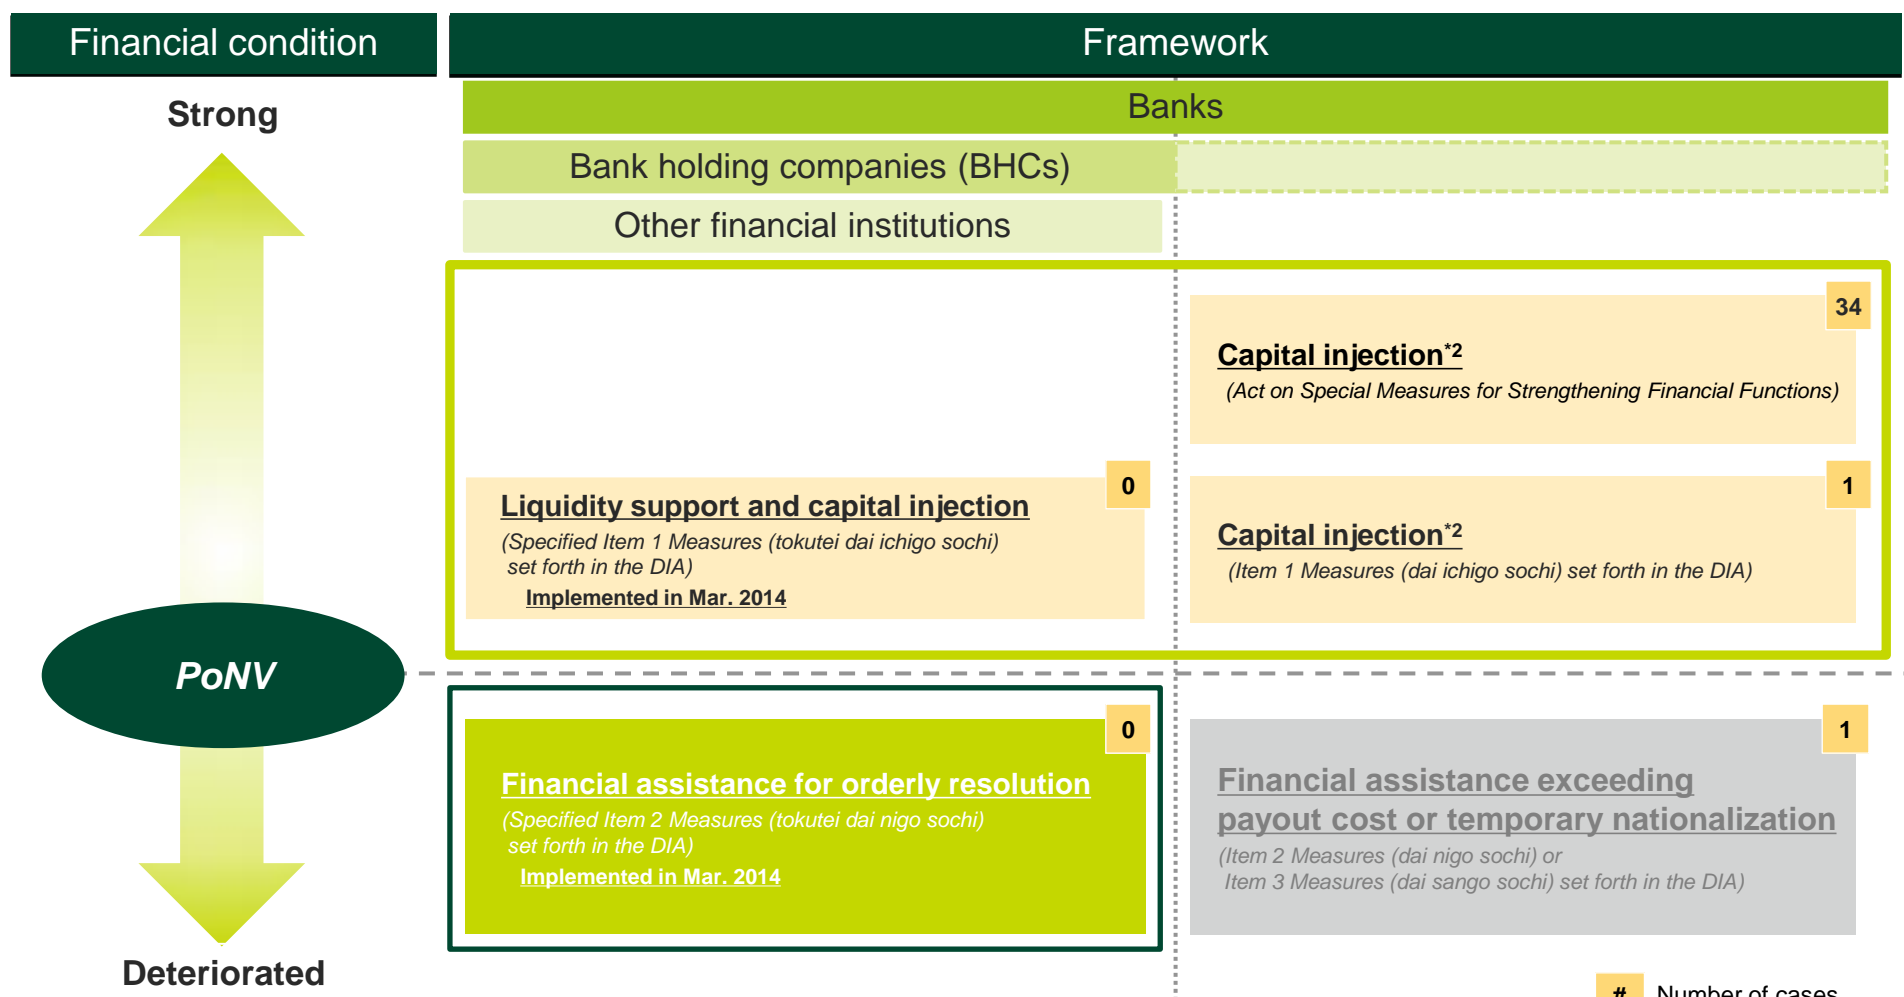 Financial condition
Framework
Strong
Banks
Bank holding companies (BHCs)
Other financial institutions
34
Capital injection*2
(Act on Special Measures for Strengthening Financial Functions)
0
Liquidity support and capital injection
(Specified Item 1 Measures (tokutei dai ichigo sochi)
set forth in the DIA)
Implemented in Mar. 2014
1
Capital injection*2
(Item 1 Measures (dai ichigo sochi) set forth in the DIA)
PoNV
0
Financial assistance for orderly resolution
(Specified Item 2 Measures (tokutei dai nigo sochi)
set forth in the DIA)
Implemented in Mar. 2014
1
Financial assistance exceeding
payout cost or temporary nationalization
(Item 2 Measures (dai nigo sochi) or
Item 3 Measures (dai sango sochi) set forth in the DIA)
Deteriorated
# Number of cases